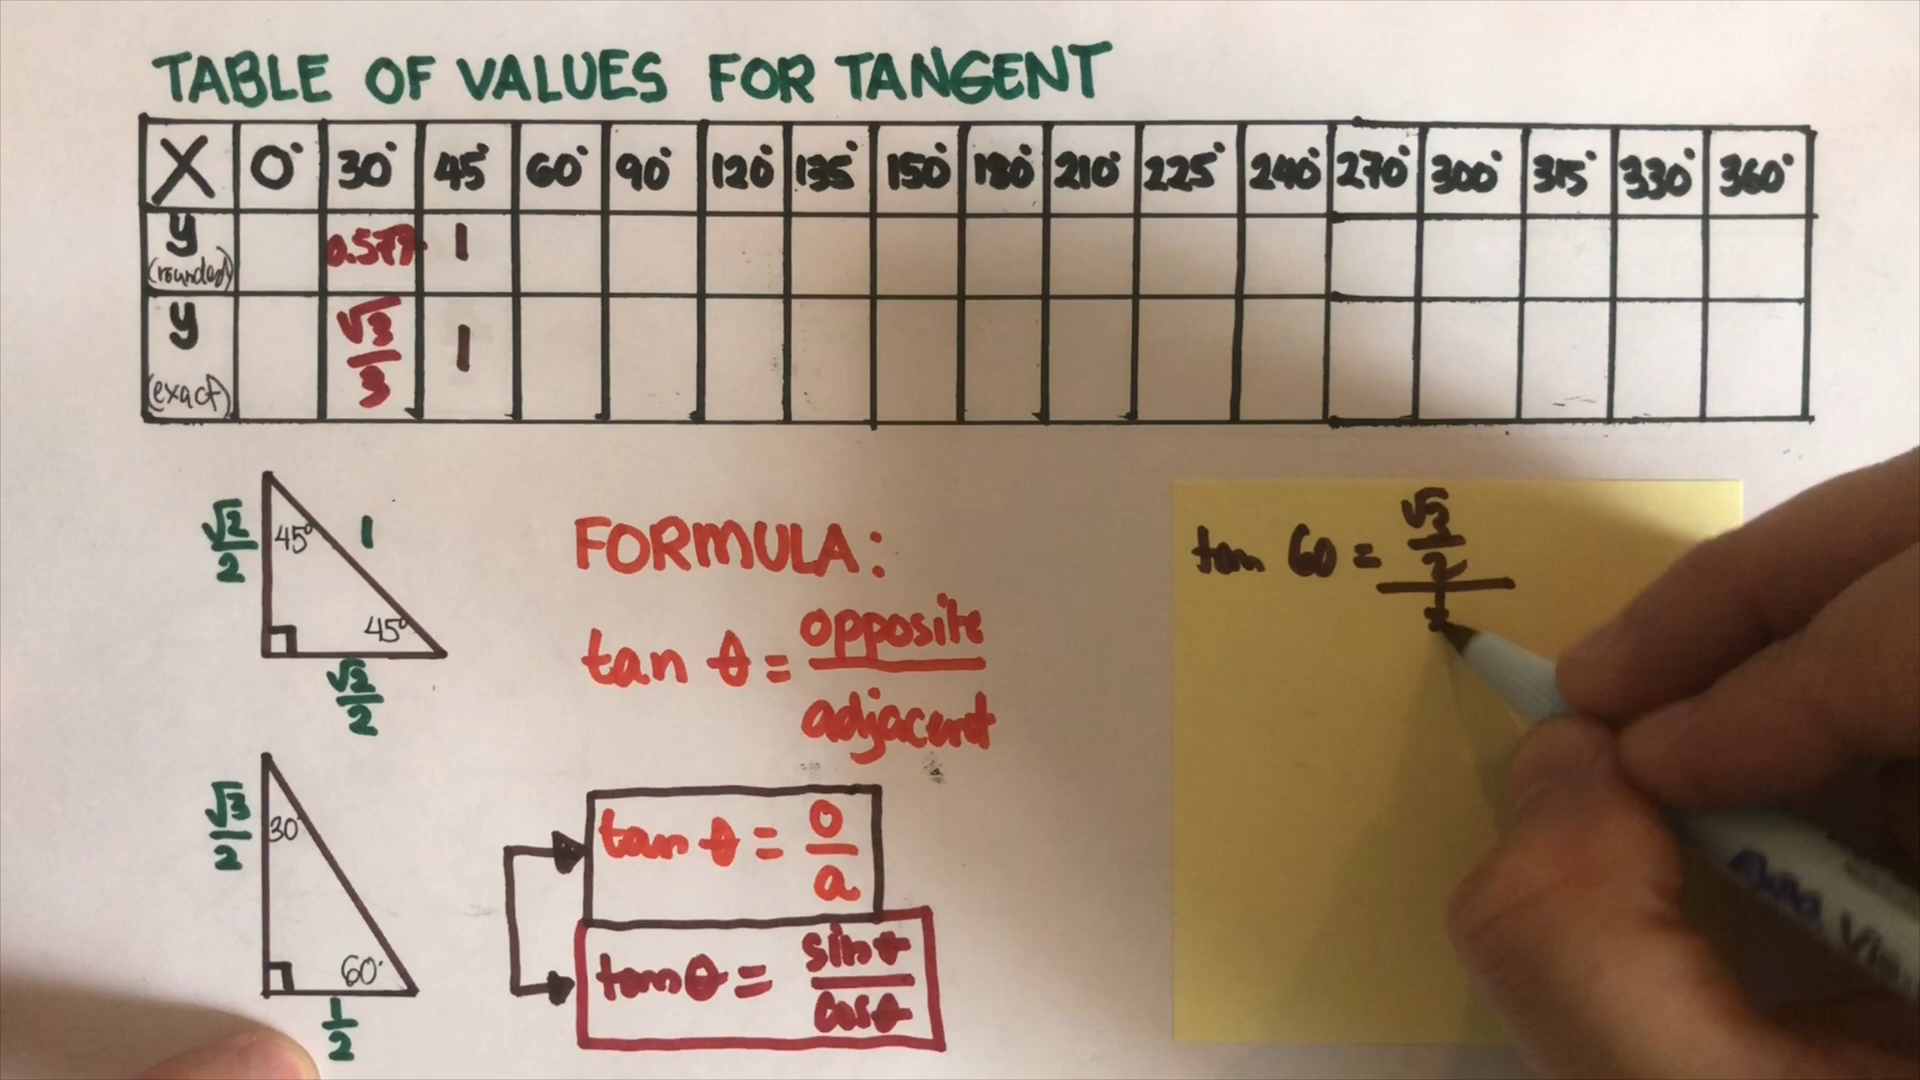 TABLE OF VALUES FOR TANGENT
X 0° 30° 45° 60° 90° 120° 135° 150° 180° 210° 225° 240° 270° 300° 315° 330° 360°
y (rounded) 0.577 1
y (exact) √3/3 1
√2/2 45° 1
45°
√2/2
√3/2 30°
60°
1/2
FORMULA:
tan θ = opposite/adjacent
tan θ = o/a
tan θ = sinθ/cosθ
tan 60 = √3/2
1
Expo Vis